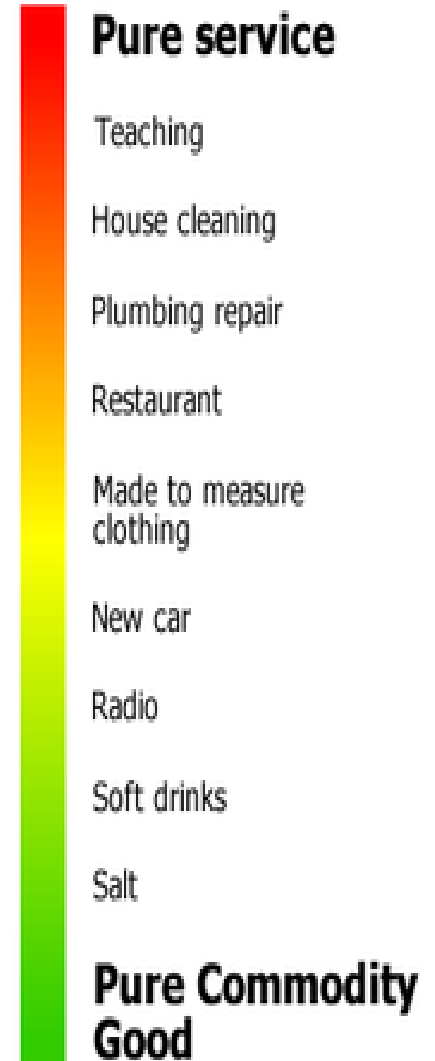 Pure service
Teaching
House cleaning
Plumbing repair
Restaurant
Made to measure
clothing
New car
Radio
Soft drinks
Salt
Pure Commodity
Good